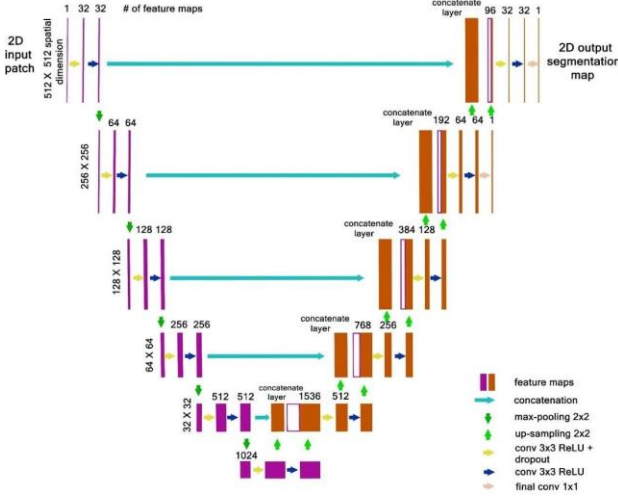 1 32 32 # of feature maps
2D
input
patch
512 X 512 spatial
dimension
concatenate
layer
96 32 32 1
2D output
segmentation
map
64 64
256 X 256
concatenate
layer
192 64 64 1
128 128
128 X 128
concatenate
layer
384 128
256 256
64 X 64
concatenate
layer
768 256
512 512
32 X 32
concatenate
layer
1536 512
1024
feature maps
concatenation
max-pooling 2x2
up-sampling 2x2
conv 3x3 ReLU +
dropout
conv 3x3 ReLU
final conv 1x1